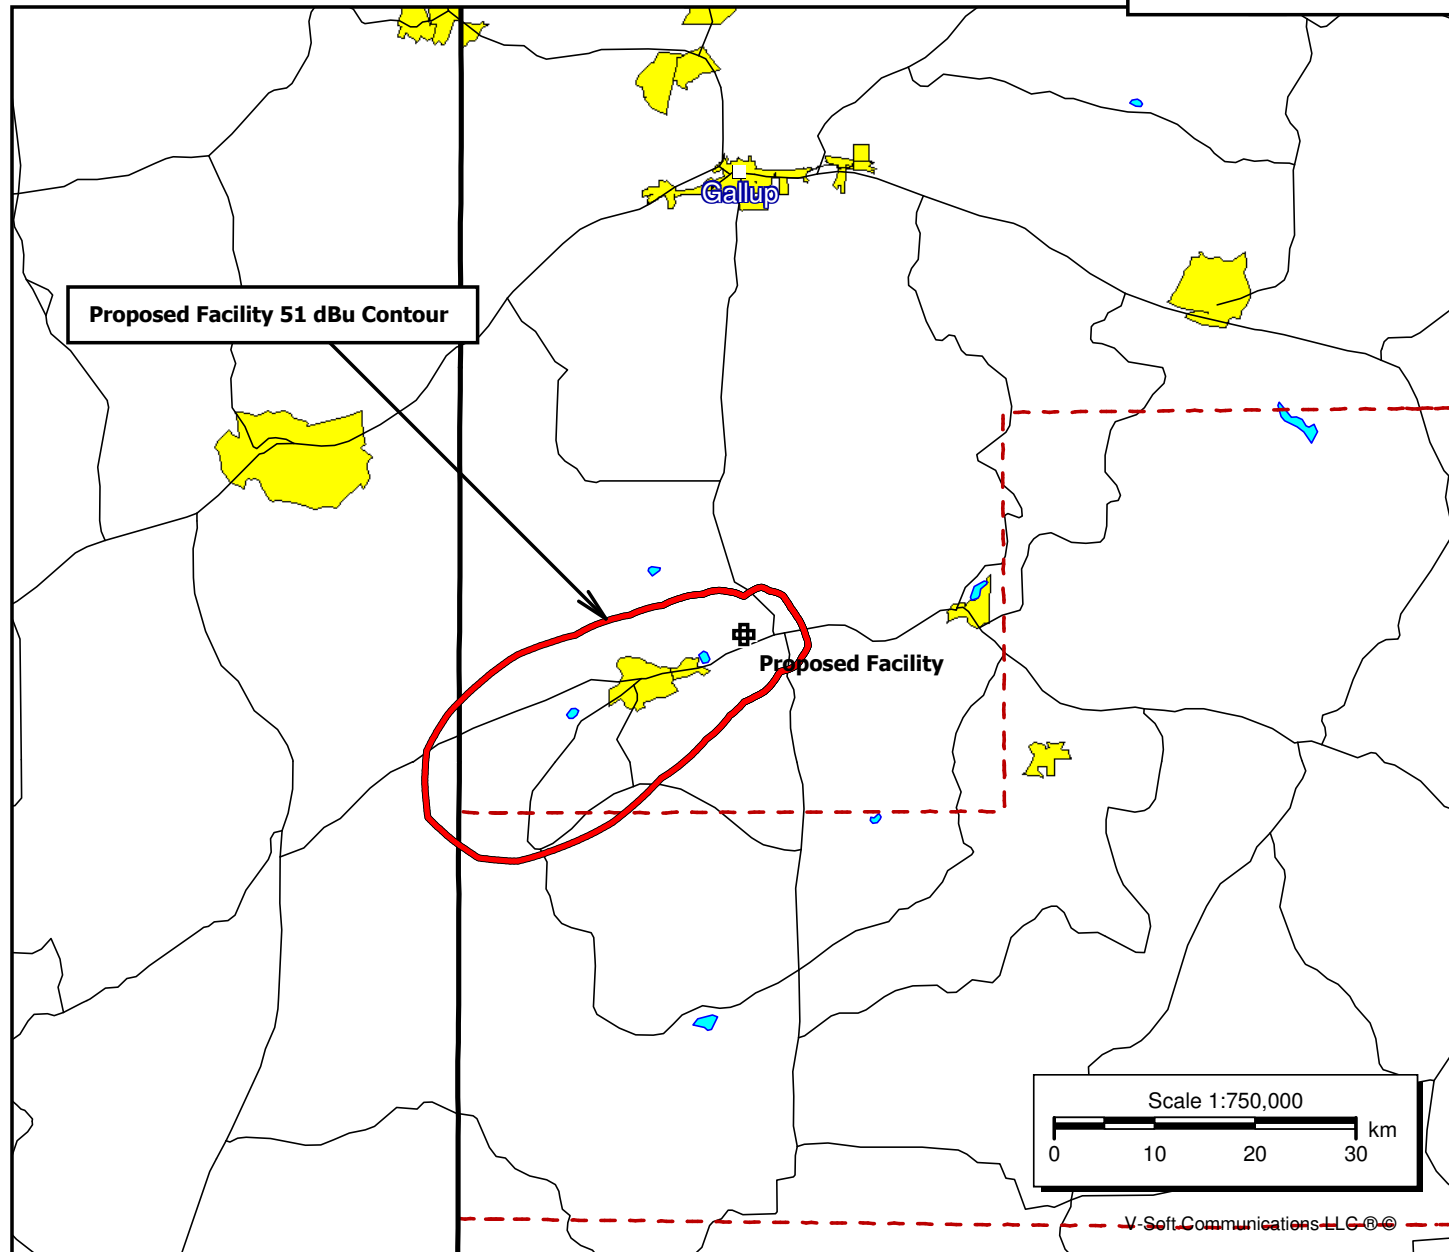 Gallup
Proposed Facility 51 dBu Contour
Proposed Facility
Scale 1:750,000
km
0 10 20 30
V-Soft Communications LLC ® ©